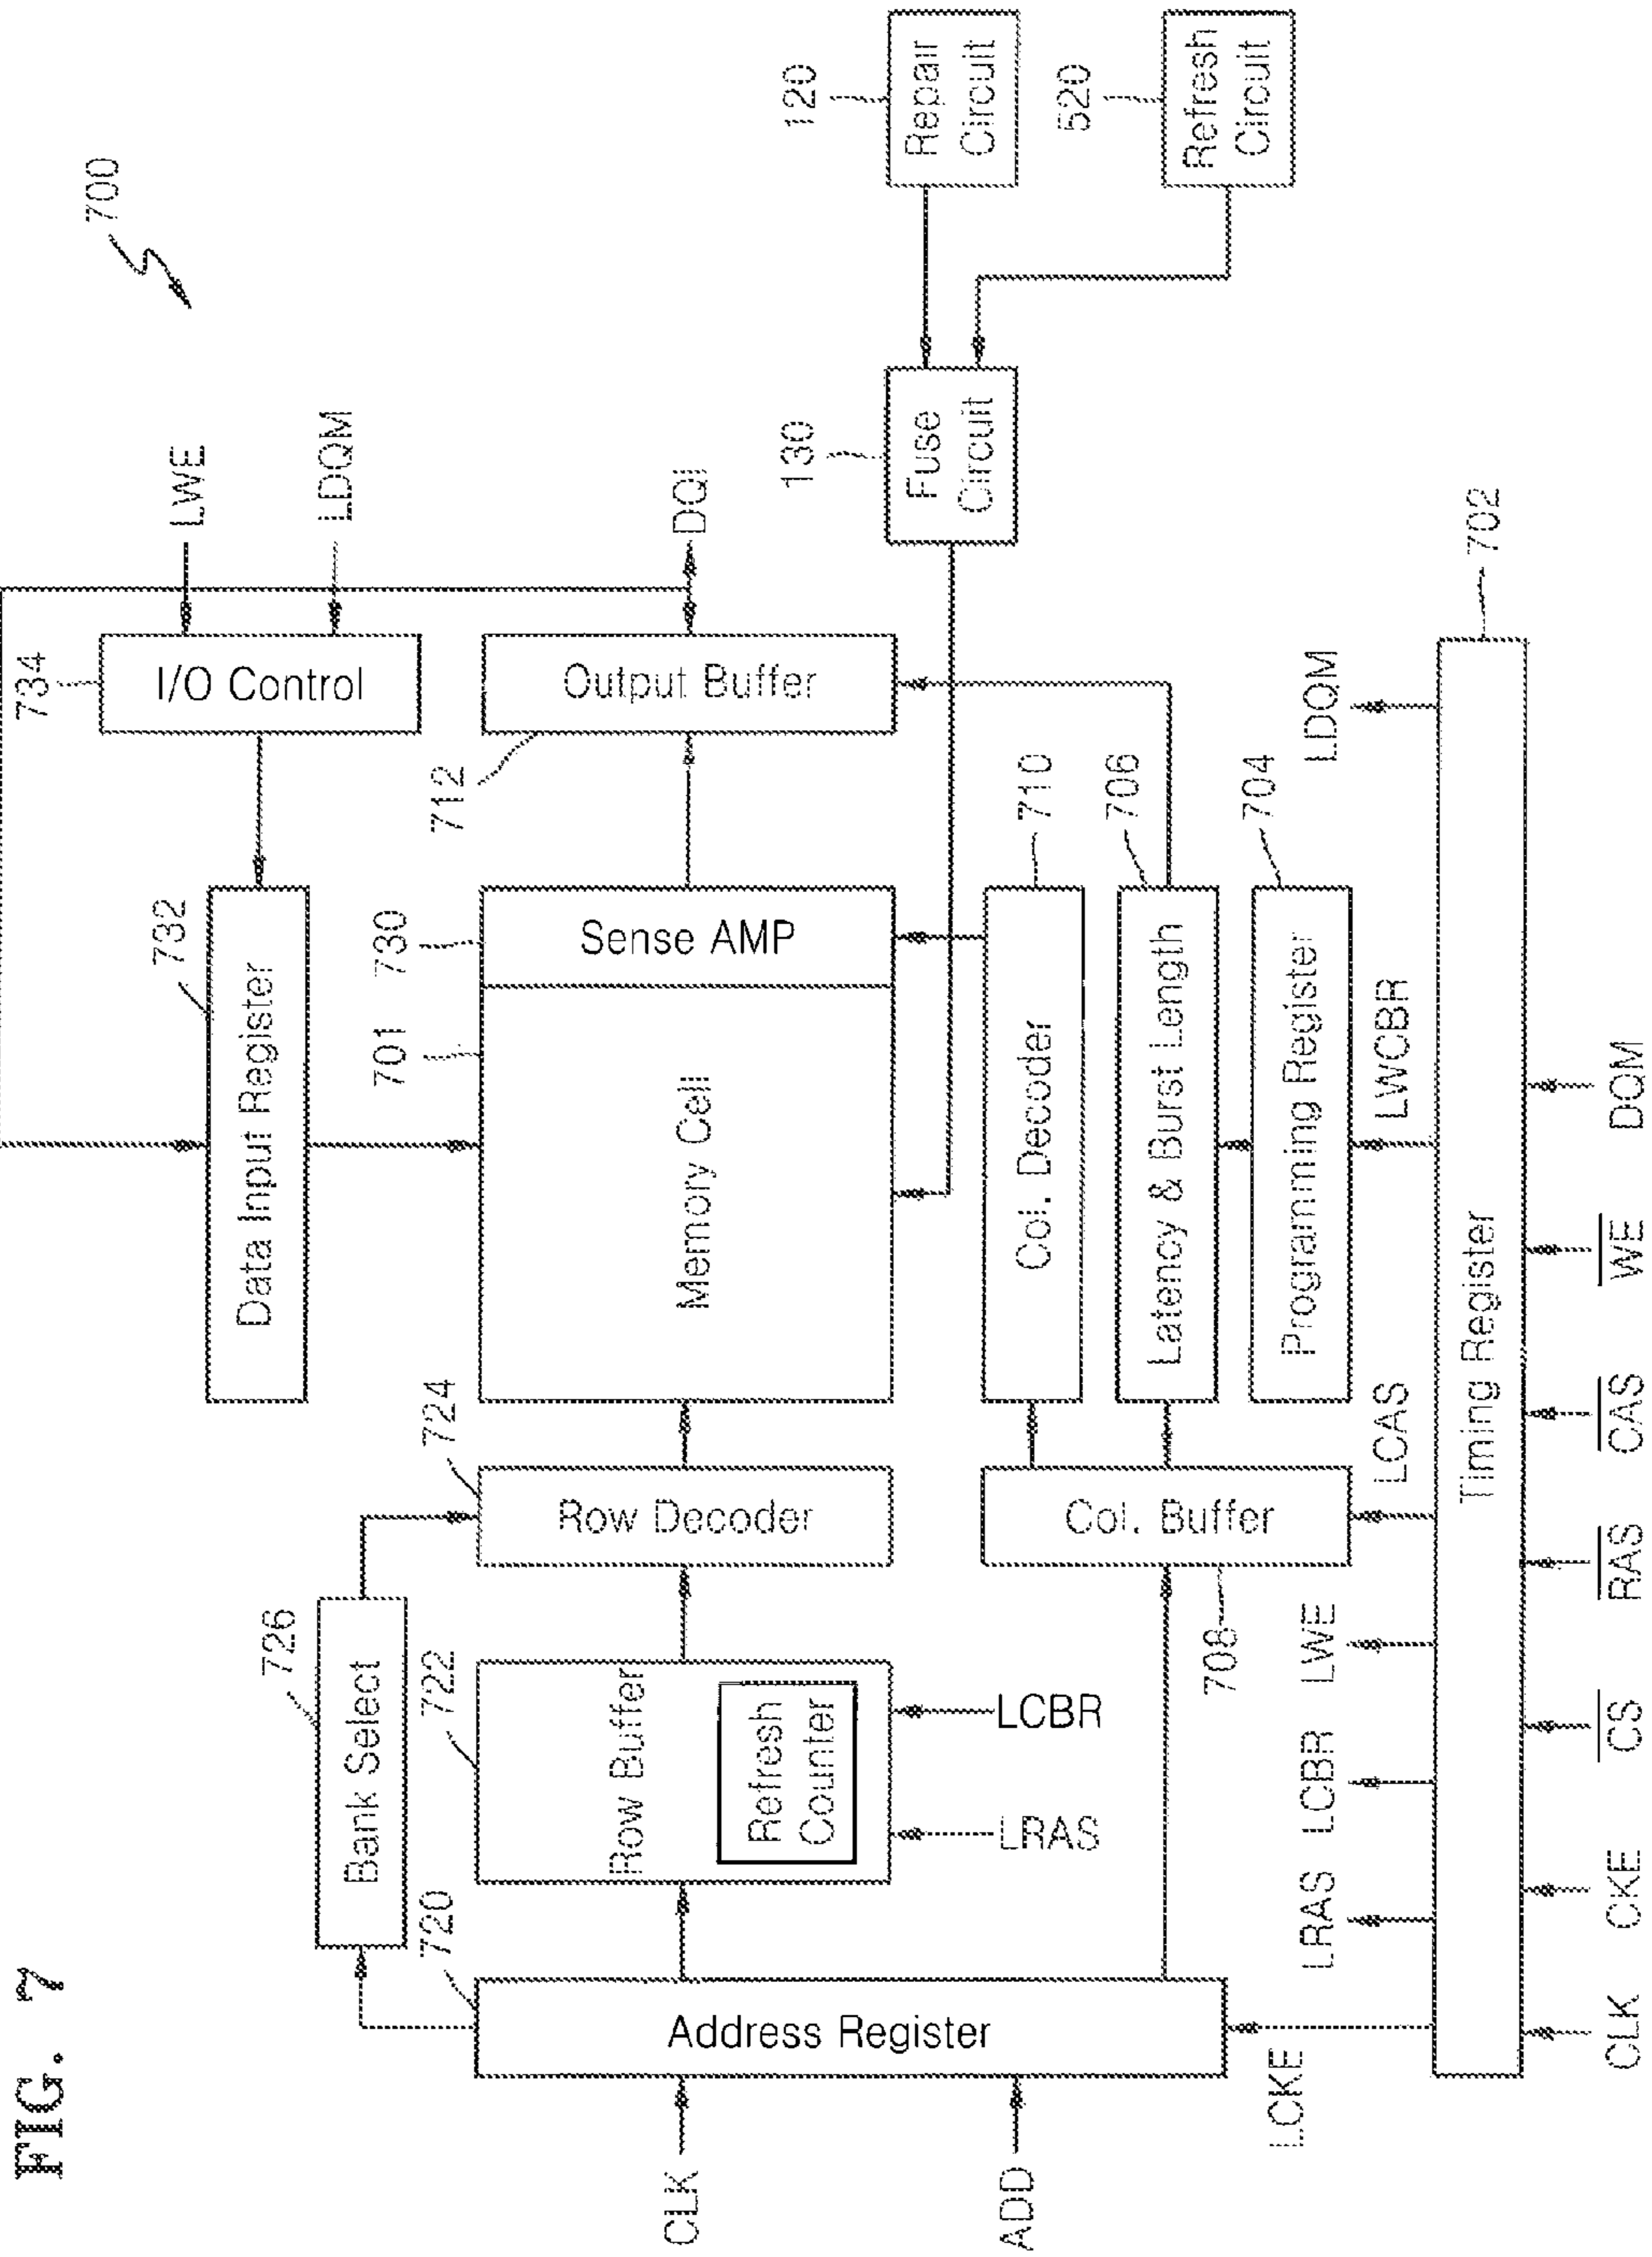 FIG. 7
700
734
I/O Control
LWE
LDQM
732
Data Input Register
712
Output Buffer
DQi
726
Bank Select
724
Row Decoder
701
Memory Cell
730
Sense AMP
722
Row Buffer
Refresh
Counter
LRAS
LCBR
720
Address Register
CLK
ADD
LCKE
130
Fuse
Circuit
120
Repair
Circuit
520
Refresh
Circuit
708
Col. Buffer
710
Col. Decoder
706
Latency & Burst Length
704
Programming Register
LRAS
LCBR
LWE
LCAS
LWCBR
LDQM
702
Timing Register
CLK
CKE
CS
RAS
CAS
WE
DQM